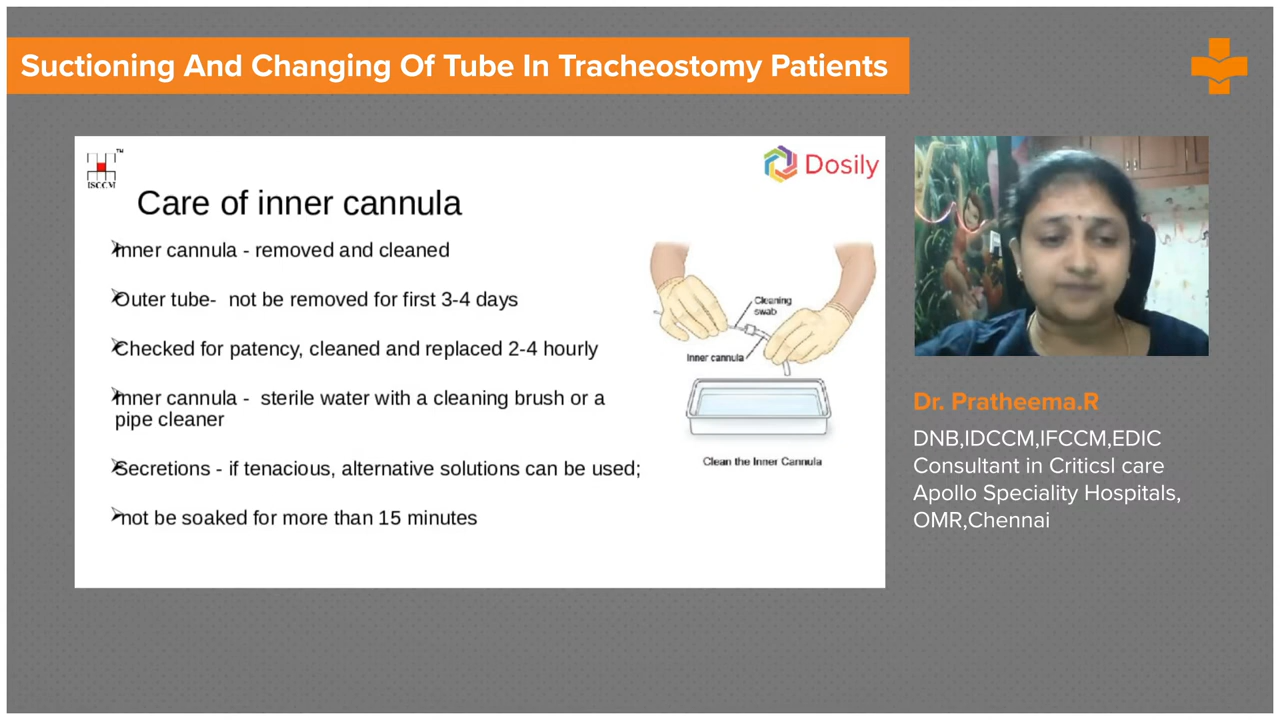 Suctioning And Changing Of Tube In Tracheostomy Patients
TM
ISCCM
Dosily
Care of inner cannula
Inner cannula - removed and cleaned
Outer tube- not be removed for first 3-4 days
Checked for patency, cleaned and replaced 2-4 hourly
Inner cannula - sterile water with a cleaning brush or a
pipe cleaner
Secretions - if tenacious, alternative solutions can be used;
not be soaked for more than 15 minutes
Cleaning
swab
Inner cannula
Clean the Inner Cannula
Dr. Pratheema.R
DNB,IDCCM,IFCCM,EDIC
Consultant in Criticsl care
Apollo Speciality Hospitals,
OMR,Chennai